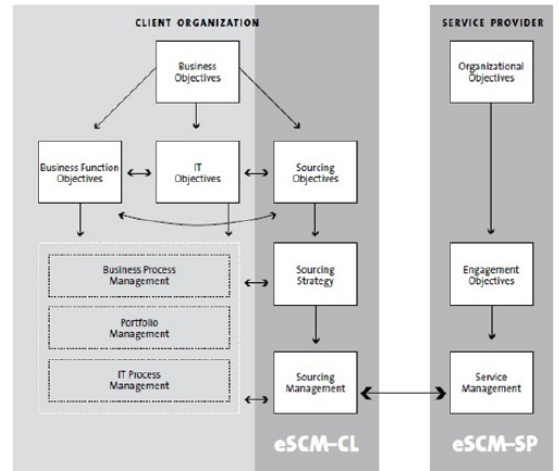 CLIENT ORGANIZATION
SERVICE PROVIDER
Business
Objectives
Organizational
Objectives
Business Function
Objectives
IT
Objectives
Sourcing
Objectives
Business Process
Management
Sourcing
Strategy
Engagement
Objectives
Portfolio
Management
IT Process
Management
Sourcing
Management
Service
Management
eSCM–CL
eSCM–SP